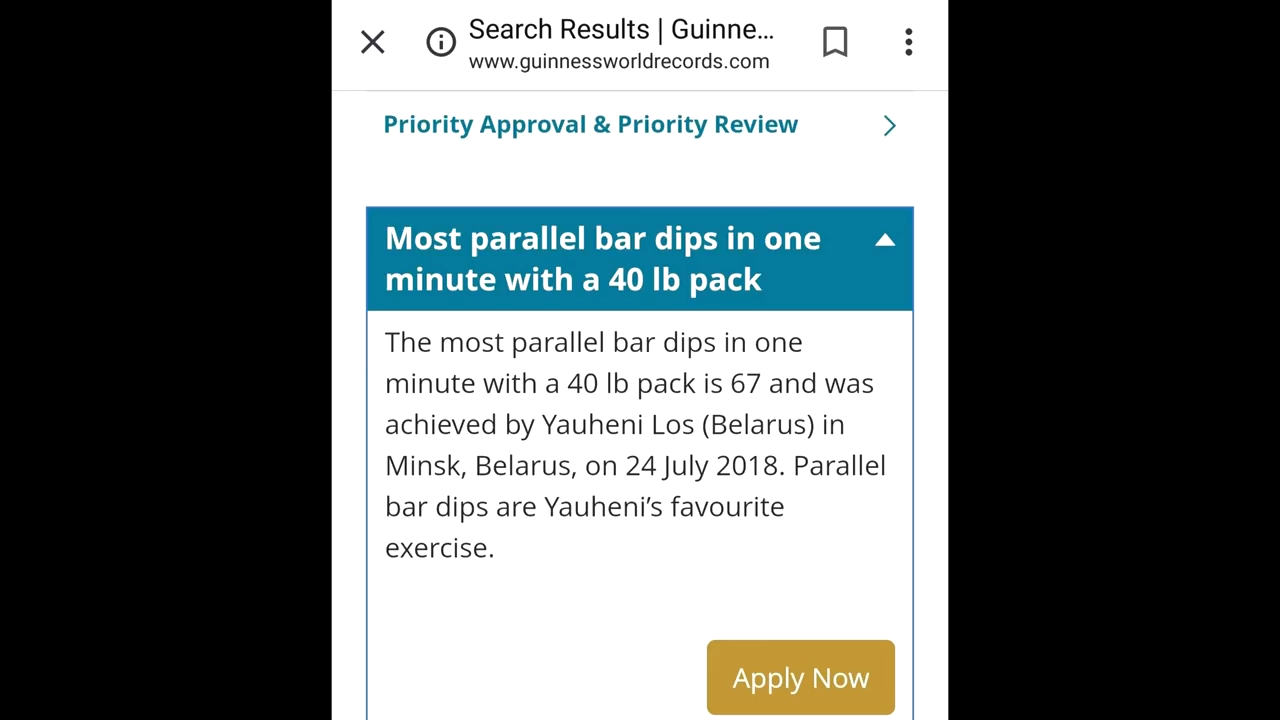 Search Results | Guinne...
www.guinnessworldrecords.com
Priority Approval & Priority Review
Most parallel bar dips in one
minute with a 40 lb pack
The most parallel bar dips in one
minute with a 40 lb pack is 67 and was
achieved by Yauheni Los (Belarus) in
Minsk, Belarus, on 24 July 2018. Parallel
bar dips are Yauheni’s favourite
exercise.
Apply Now